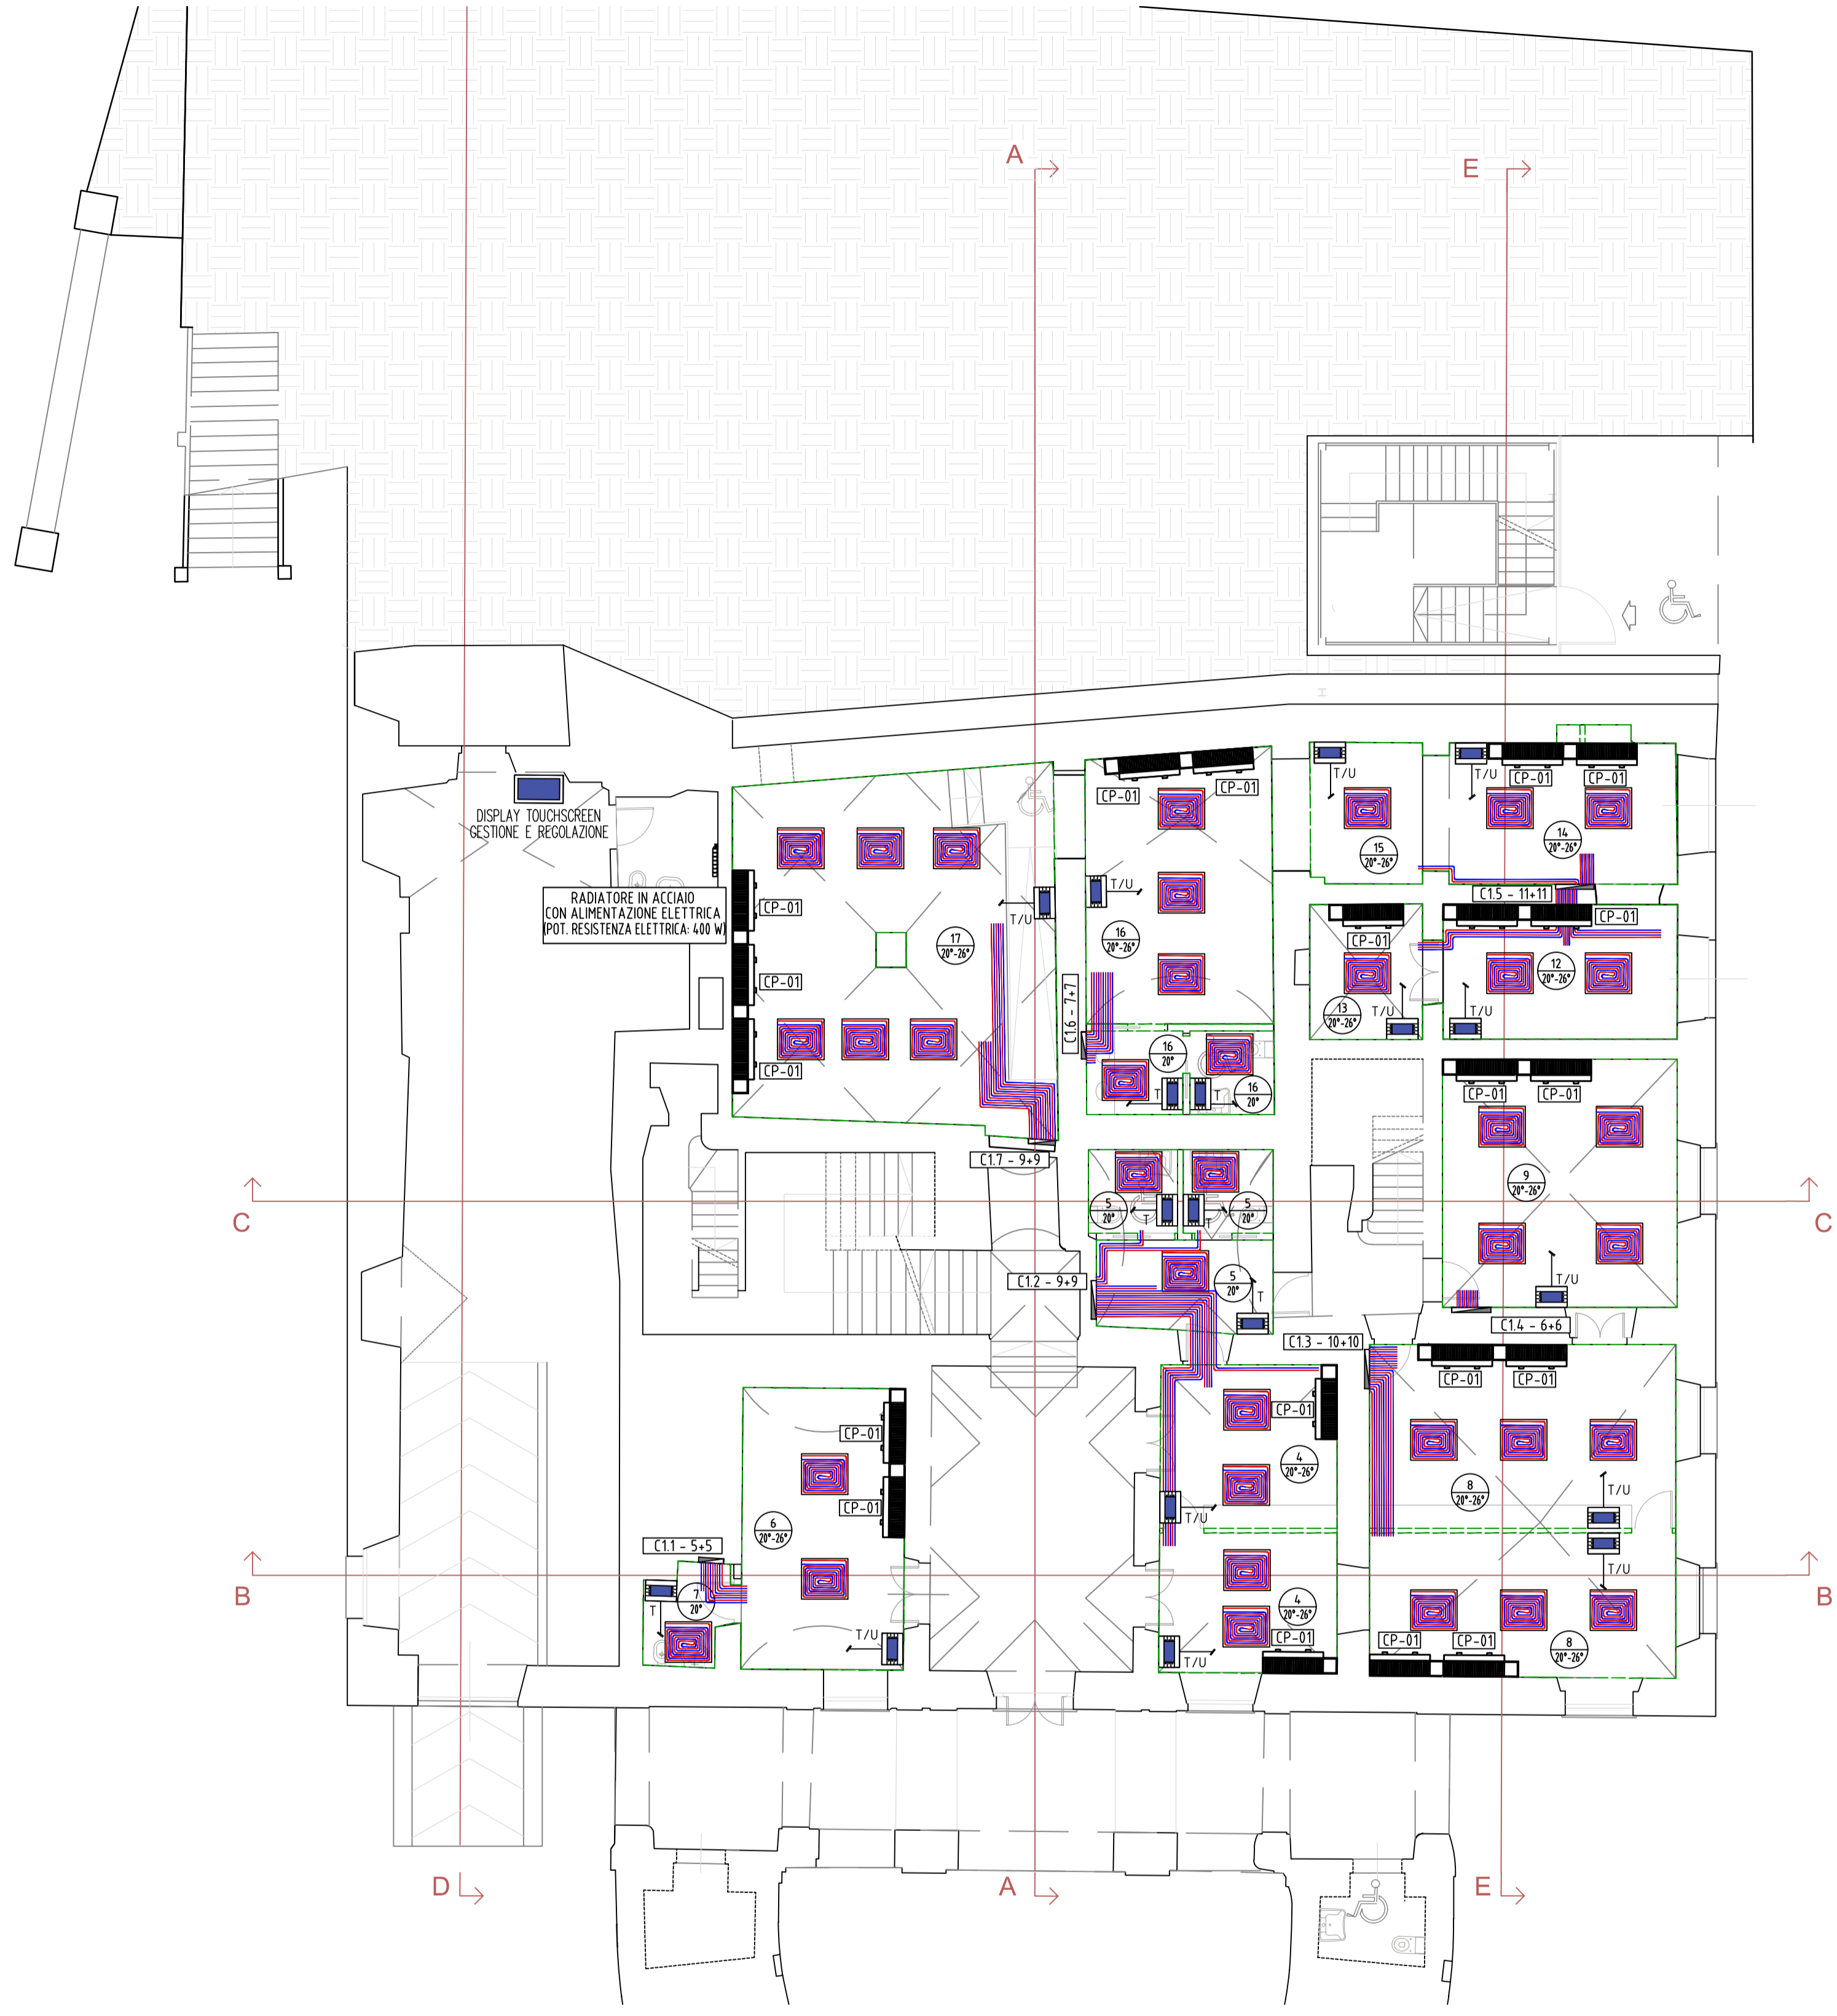 A
E
T/U
T/U
CP-01
CP-01
CP-01
CP-01
DISPLAY TOUCHSCREEN
GESTIONE E REGOLAZIONE
14
20°-26°
15
20°-26°
T/U
C1.5 - 11+11
RADIATORE IN ACCIAIO
CON ALIMENTAZIONE ELETTRICA
(POT. RESISTENZA ELETTRICA: 400 W)
CP-01
T/U
CP-01
17
20°-26°
16
20°-26°
CP-01
12
20°-26°
CP-01
C1.6 - 7+7
13
20°-26°
T/U
T/U
16
20°
CP-01
T
T
16
20°
CP-01
CP-01
C1.7 - 9+9
9
20°-26°
5
20°
5
20°
T
T
C
C
C1.2 - 9+9
5
20°
T
T/U
C1.4 - 6+6
C1.3 - 10+10
CP-01
CP-01
CP-01
CP-01
4
20°-26°
8
20°-26°
T/U
CP-01
6
20°-26°
T/U
C1.1 - 5+5
T/U
B
B
7
20°
T
4
20°-26°
T/U
CP-01
CP-01
CP-01
8
20°-26°
T/U
D
A
E